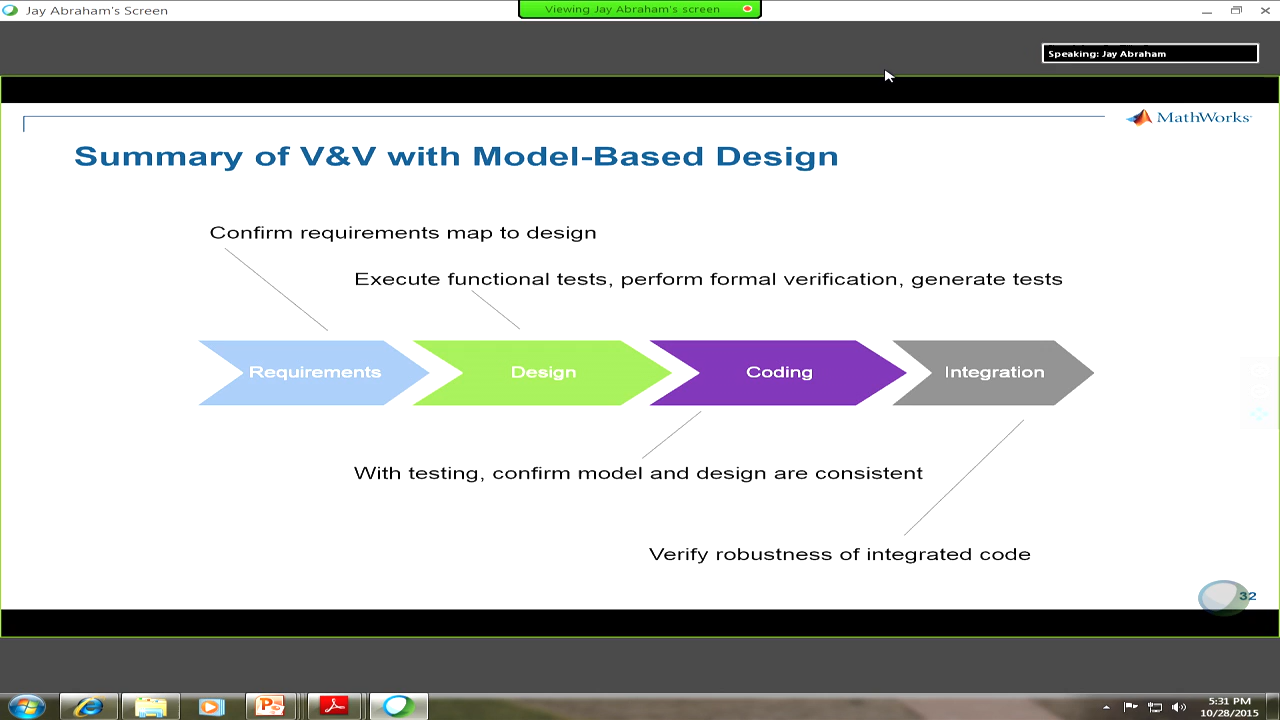 Jay Abraham's Screen
Viewing Jay Abraham's screen
Speaking: Jay Abraham
MathWorks
Summary of V&V with Model-Based Design
Confirm requirements map to design
Execute functional tests, perform formal verification, generate tests
Requirements
Design
Coding
Integration
With testing, confirm model and design are consistent
Verify robustness of integrated code
32
5:31 PM
10/28/2015